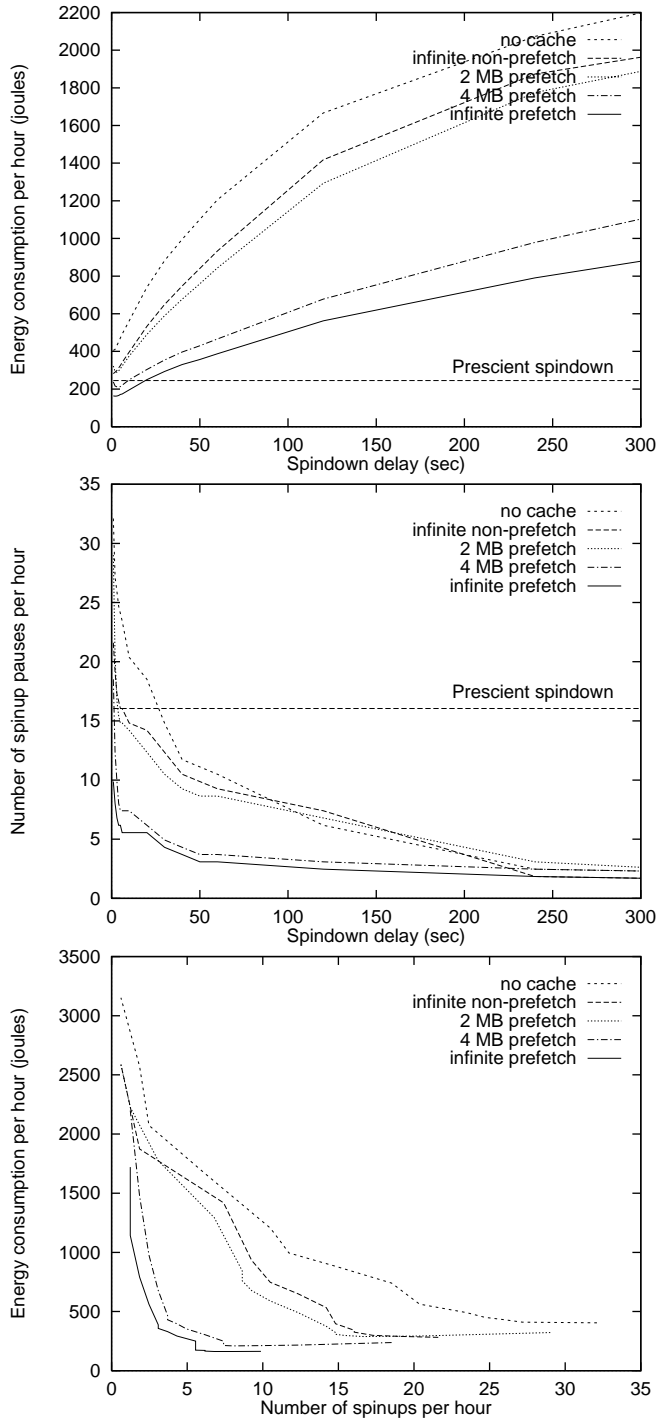 2200
2000
1800
1600
1400
1200
1000
800
600
400
200
0
Energy consumption per hour (joules)
no cache
infinite non-prefetch
2 MB prefetch
4 MB prefetch
infinite prefetch
Prescient spindown
0 50 100 150 200 250 300
Spindown delay (sec)
35
30
25
20
15
10
5
0
Number of spinup pauses per hour
no cache
infinite non-prefetch
2 MB prefetch
4 MB prefetch
infinite prefetch
Prescient spindown
0 50 100 150 200 250 300
Spindown delay (sec)
3500
3000
2500
2000
1500
1000
500
0
Energy consumption per hour (joules)
no cache
infinite non-prefetch
2 MB prefetch
4 MB prefetch
infinite prefetch
0 5 10 15 20 25 30 35
Number of spinups per hour